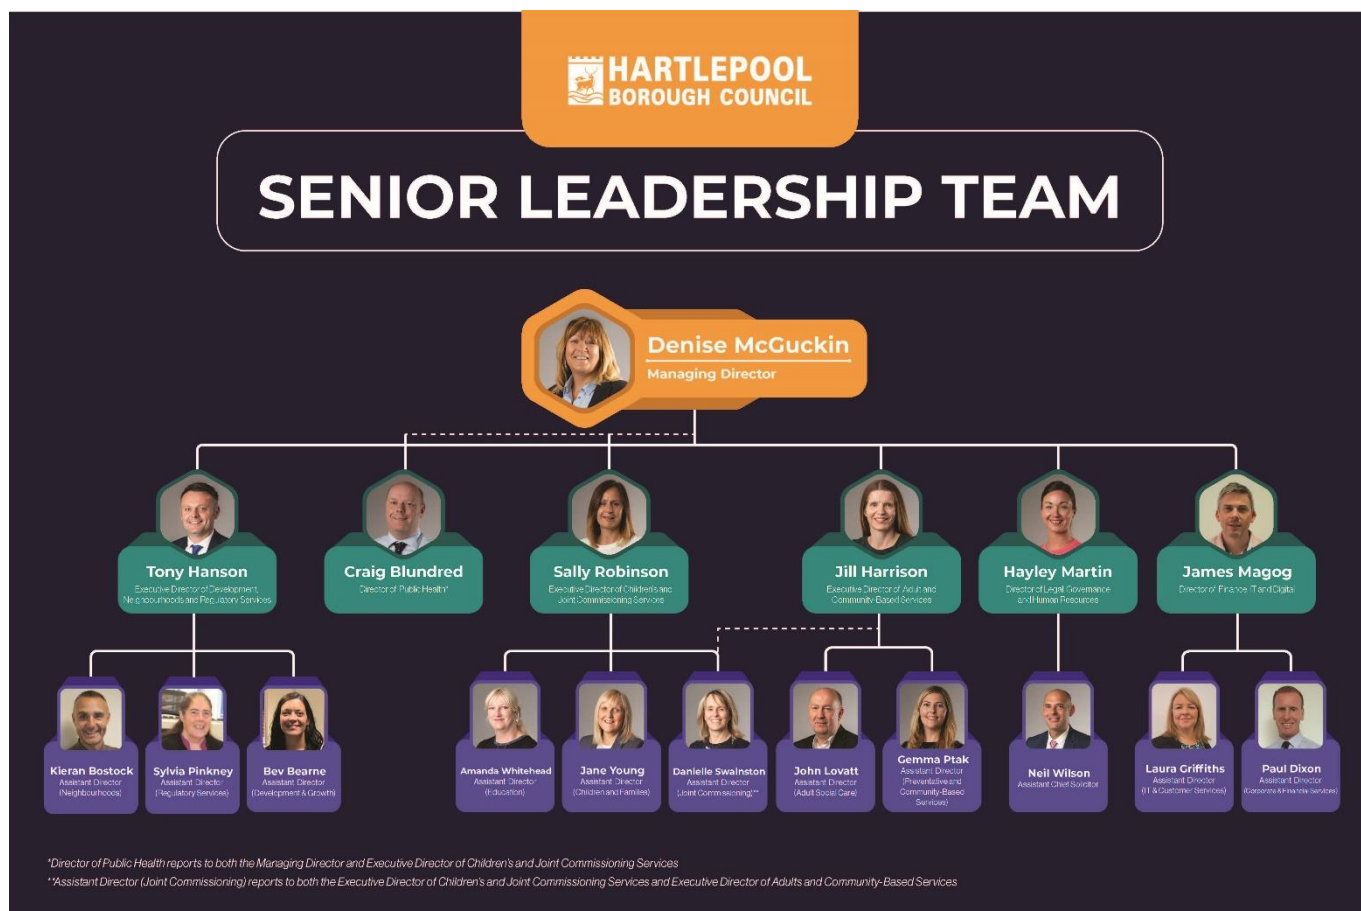 HARTLEPOOL
BOROUGH COUNCIL
SENIOR LEADERSHIP TEAM
Denise McGuckin
Managing Director
Tony Hanson
Executive Director of Development,
Neighbourhoods and Regulatory Services
Craig Blundred
Director of Public Health*
Sally Robinson
Executive Director of Children's and
Joint Commissioning Services
Jill Harrison
Executive Director of Adult and
Community-Based Services
Hayley Martin
Director of Legal Governance
and Human Resources
James Magog
Director of Finance IT and Digital
Kieran Bostock
Assistant Director
(Neighbourhoods)
Sylvia Pinkney
Assistant Director
(Regulatory Services)
Bev Bearne
Assistant Director
(Development & Growth)
Amanda Whitehead
Assistant Director
(Education)
Jane Young
Assistant Director
(Children and Families)
Danielle Swainston
Assistant Director
(Joint Commissioning)**
John Lovatt
Assistant Director
(Adult Social Care)
Gemma Ptak
Assistant Director
(Preventative and
Community-Based
Services)
Neil Wilson
Assistant Chief Solicitor
Laura Griffiths
Assistant Director
(IT & Customer Services)
Paul Dixon
Assistant Director
(Corporate & Financial Services)
*Director of Public Health reports to both the Managing Director and Executive Director of Children's and Joint Commissioning Services
**Assistant Director (Joint Commissioning) reports to both the Executive Director of Children's and Joint Commissioning Services and Executive Director of Adults and Community-Based Services